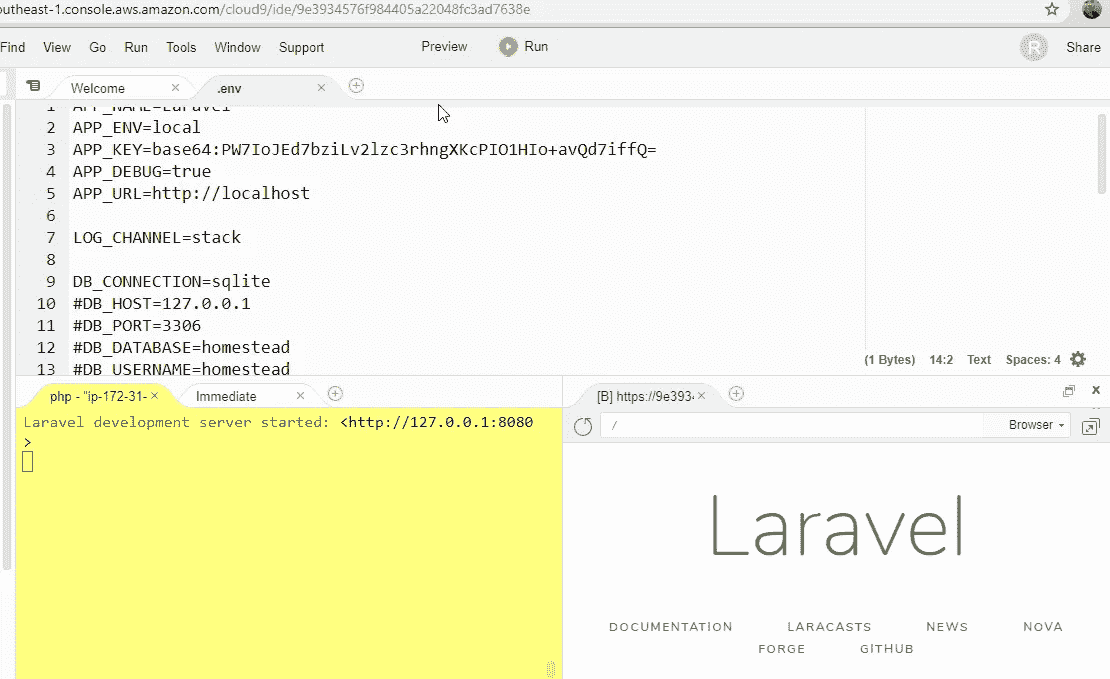 outheast-1.console.aws.amazon.com/cloud9/ide/9e3934576f984405a22048fc3ad7638e
Find View Go Run Tools Window Support Preview Run R Share
Welcome × .env ×
1 APP_NAME=Laravel
2 APP_ENV=local
3 APP_KEY=base64:PW7IoJEd7bziLv2lzc3rhngXKcPIO1HIo+avQd7iffQ=
4 APP_DEBUG=true
5 APP_URL=http://localhost
6
7 LOG_CHANNEL=stack
8
9 DB_CONNECTION=sqlite
10 #DB_HOST=127.0.0.1
11 #DB_PORT=3306
12 #DB_DATABASE=homestead
13 #DB_USERNAME=homestead
(1 Bytes) 14:2 Text Spaces: 4
php - "ip-172-31- × Immediate ×
Laravel development server started: <http://127.0.0.1:8080
>
[B] https://9e393 ×
/ Browser
Laravel
DOCUMENTATION LARACASTS NEWS NOVA
FORGE GITHUB